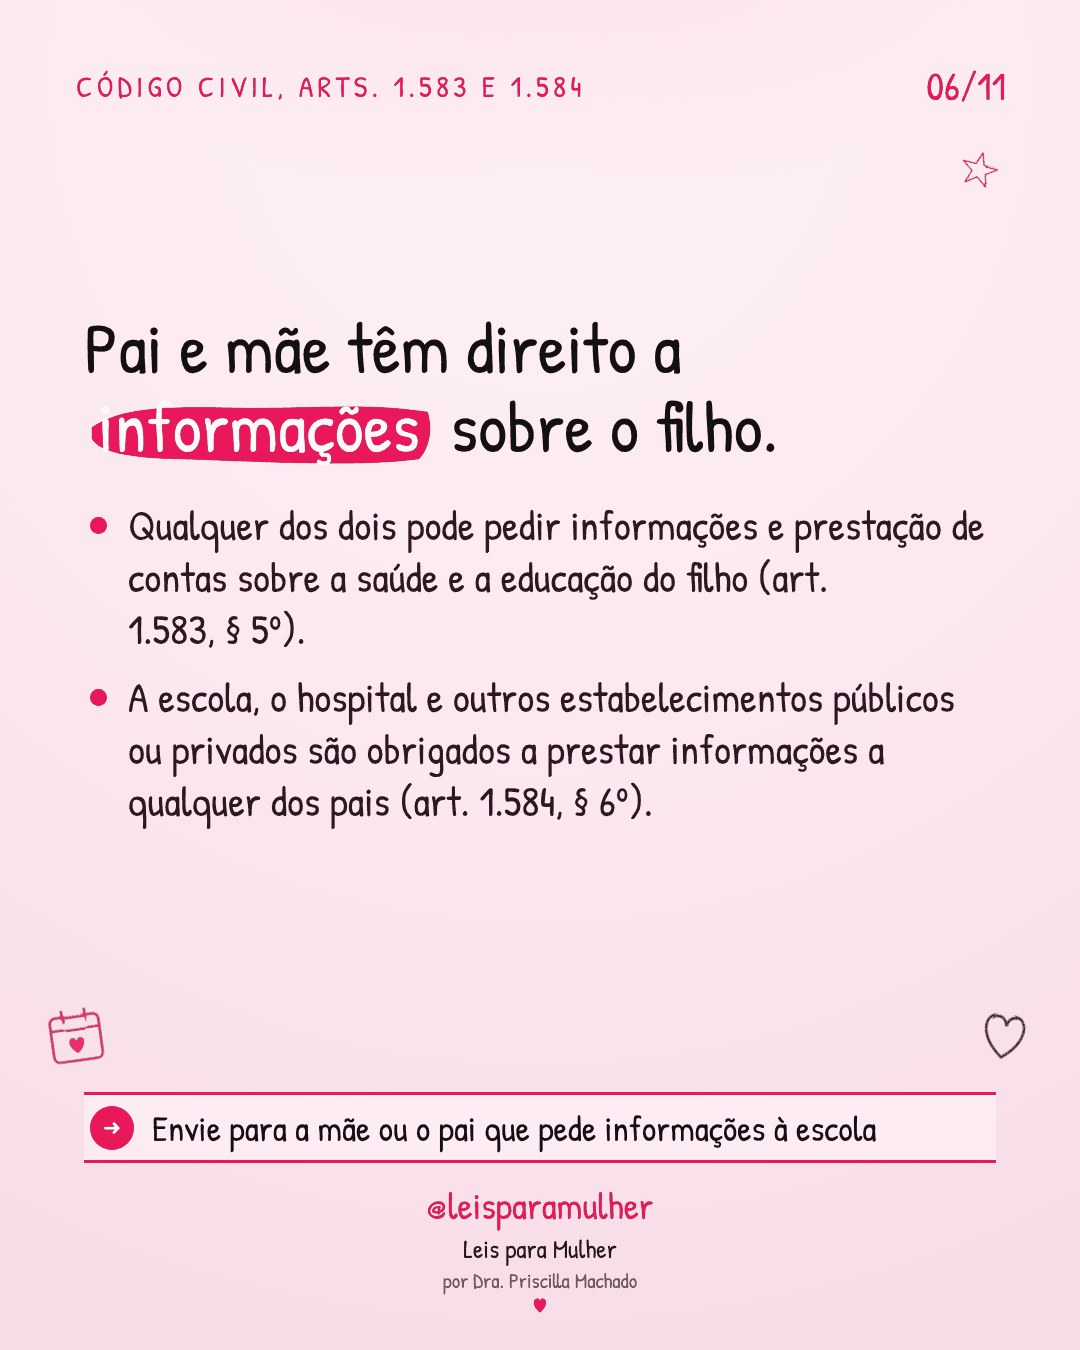 CÓDIGO CIVIL, ARTS. 1.583 E 1.584
06/11
Pai e mãe têm direito a
informações sobre o filho.
Qualquer dos dois pode pedir informações e prestação de
contas sobre a saúde e a educação do filho (art.
1.583, § 5º).
A escola, o hospital e outros estabelecimentos públicos
ou privados são obrigados a prestar informações a
qualquer dos pais (art. 1.584, § 6º).
Envie para a mãe ou o pai que pede informações à escola
@leisparamulher
Leis para Mulher
por Dra. Priscilla Machado